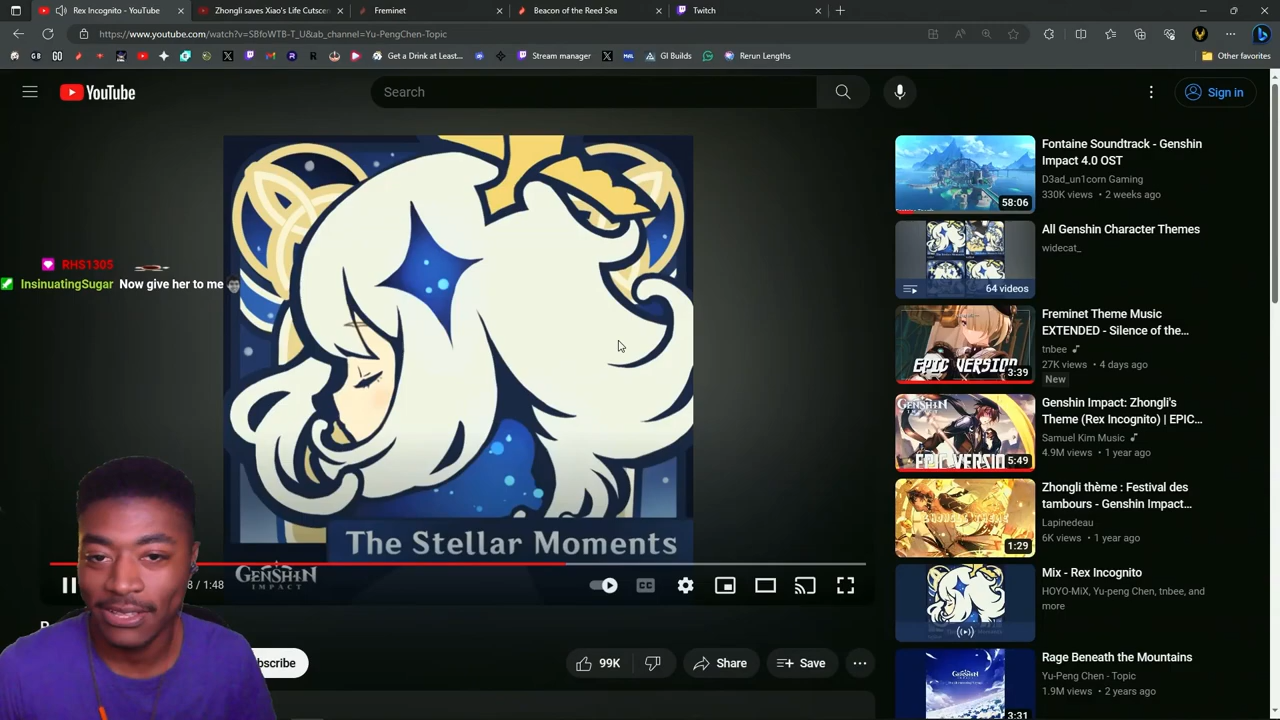 Rex Incognito - YouTube
Zhongli saves Xiao's Life Cutscen
Freminet
Beacon of the Reed Sea
Twitch
https://www.youtube.com/watch?v=SBfoWTB-T_U&ab_channel=Yu-PengChen-Topic
Get a Drink at Least...
Stream manager
MAL
GI Builds
Rerun Lengths
Other favorites
YouTube
Search
Sign in
RHS1305
InsinuatingSugar Now give her to me
The Stellar Moments
GENSHIN
IMPACT
8 / 1:48
CC
R
scribe
99K
Share
Save
Fontaine Soundtrack - Genshin
Impact 4.0 OST
D3ad_un1corn Gaming
330K views • 2 weeks ago
58:06
All Genshin Character Themes
widecat_
64 videos
Freminet Theme Music
EXTENDED - Silence of the...
tnbee
27K views • 4 days ago
New
EPIC VERSION
3:39
Genshin Impact: Zhongli's
Theme (Rex Incognito) | EPIC...
Samuel Kim Music
4.9M views • 1 year ago
GENSHIN
EPIC VERSION
5:49
Zhongli thème : Festival des
tambours - Genshin Impact...
Lapinedeau
6K views • 1 year ago
1:29
Mix - Rex Incognito
HOYO-MiX, Yu-peng Chen, tnbee, and
more
Rage Beneath the Mountains
Yu-Peng Chen - Topic
1.9M views • 2 years ago
3:31